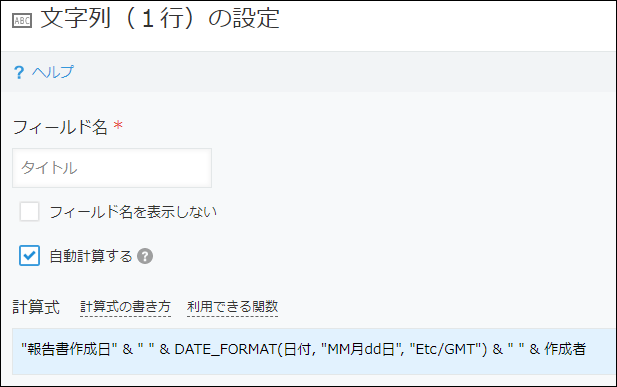 ABC 文字列（１行）の設定
? ヘルプ
フィールド名 *
タイトル
フィールド名を表示しない
自動計算する ?
計算式 計算式の書き方 利用できる関数
"報告書作成日" & " " & DATE_FORMAT(日付, "MM月dd日", "Etc/GMT") & " " & 作成者